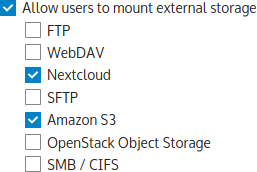 Allow users to mount external storage
FTP
WebDAV
Nextcloud
SFTP
Amazon S3
OpenStack Object Storage
SMB / CIFS